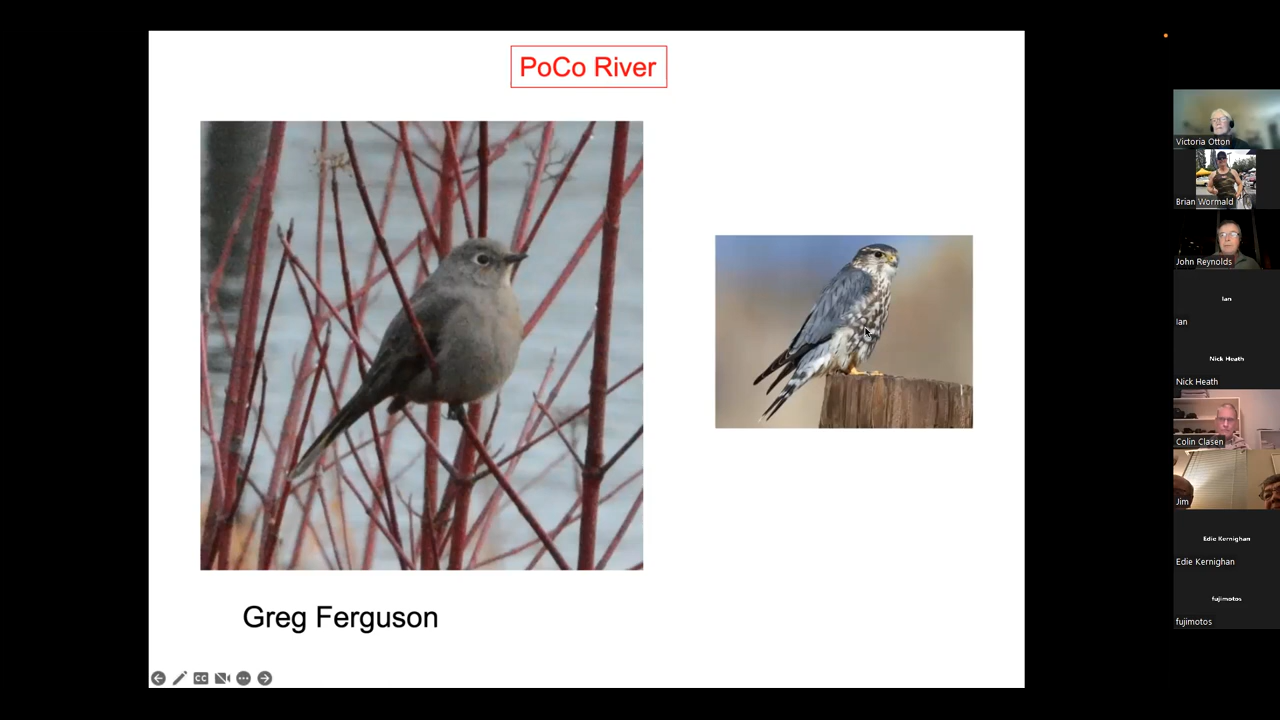 PoCo River
Greg Ferguson
CC
Victoria Otton
Brian Wormald
John Reynolds
Ian
Ian
Nick Heath
Nick Heath
Colin Clasen
Jim
Edie Kernighan
Edie Kernighan
fujimotos
fujimotos